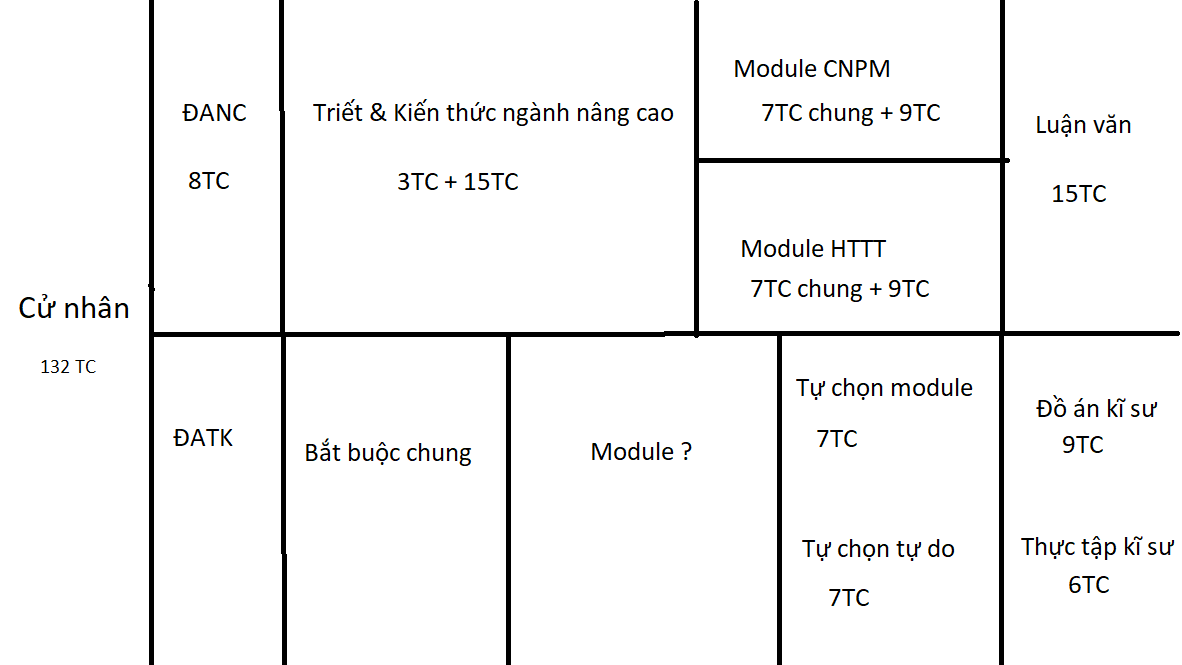 Cử nhân
132 TC
ĐANC
8TC
Triết & Kiến thức ngành nâng cao
3TC + 15TC
Module CNPM
7TC chung + 9TC
Module HTTT
7TC chung + 9TC
Luận văn
15TC
ĐATK
Bắt buộc chung
Module ?
Tự chọn module
7TC
Tự chọn tự do
7TC
Đồ án kĩ sư
9TC
Thực tập kĩ sư
6TC